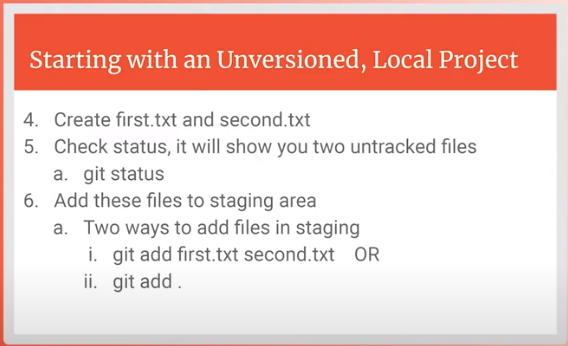 Starting with an Unversioned, Local Project
4. Create first.txt and second.txt
5. Check status, it will show you two untracked files
a. git status
6. Add these files to staging area
a. Two ways to add files in staging
i. git add first.txt second.txt OR
ii. git add .